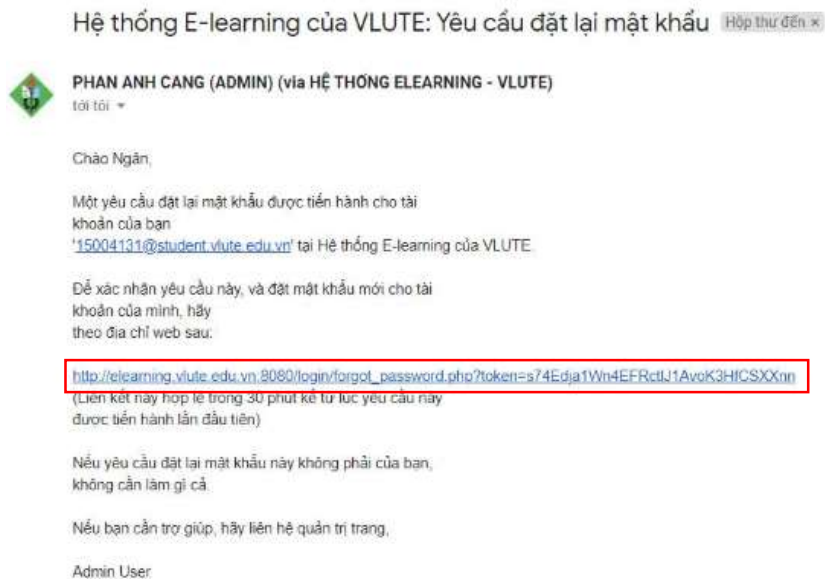 Hệ thống E-learning của VLUTE: Yêu cầu đặt lại mật khẩu Hộp thư đến ×
PHAN ANH CANG (ADMIN) (via HỆ THỐNG ELEARNING - VLUTE)
tới tôi
Chào Ngân,
Một yêu cầu đặt lại mật khẩu được tiến hành cho tài
khoản của bạn
'15004131@student.vlute.edu.vn' tại Hệ thống E-learning của VLUTE.
Để xác nhận yêu cầu này, và đặt mật khẩu mới cho tài
khoản của mình, hãy
theo địa chỉ web sau:
http://elearning.vlute.edu.vn:8080/login/forgot_password.php?token=s74Edja1Wn4EFRctIJ1AvoK3HfCSXXnn
(Liên kết này hợp lệ trong 30 phút kể từ lúc yêu cầu này
được tiến hành lần đầu tiên)
Nếu yêu cầu đặt lại mật khẩu này không phải của bạn,
không cần làm gì cả.
Nếu bạn cần trợ giúp, hãy liên hệ quản trị trang,
Admin User